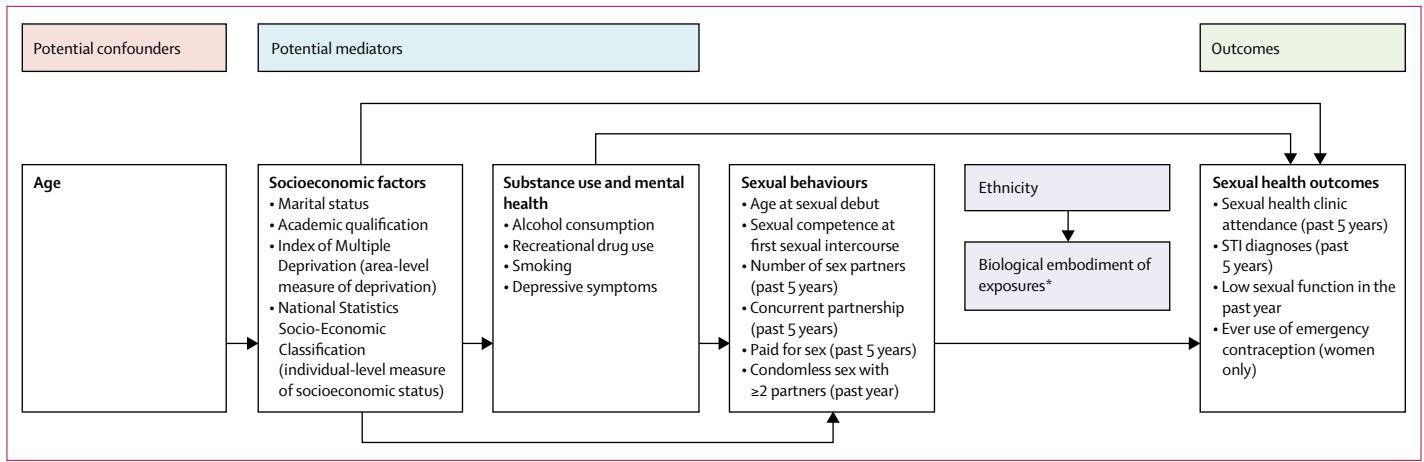 Potential confounders
Potential mediators
Outcomes
Age
Socioeconomic factors
• Marital status
• Academic qualification
• Index of Multiple
Deprivation (area-level
measure of deprivation)
• National Statistics
Socio-Economic
Classification
(individual-level measure
of socioeconomic status)
Substance use and mental
health
• Alcohol consumption
• Recreational drug use
• Smoking
• Depressive symptoms
Sexual behaviours
• Age at sexual debut
• Sexual competence at
first sexual intercourse
• Number of sex partners
(past 5 years)
• Concurrent partnership
(past 5 years)
• Paid for sex (past 5 years)
• Condomless sex with
≥2 partners (past year)
Ethnicity
Biological embodiment of
exposures*
Sexual health outcomes
• Sexual health clinic
attendance (past 5 years)
• STI diagnoses (past
5 years)
• Low sexual function in the
past year
• Ever use of emergency
contraception (women
only)